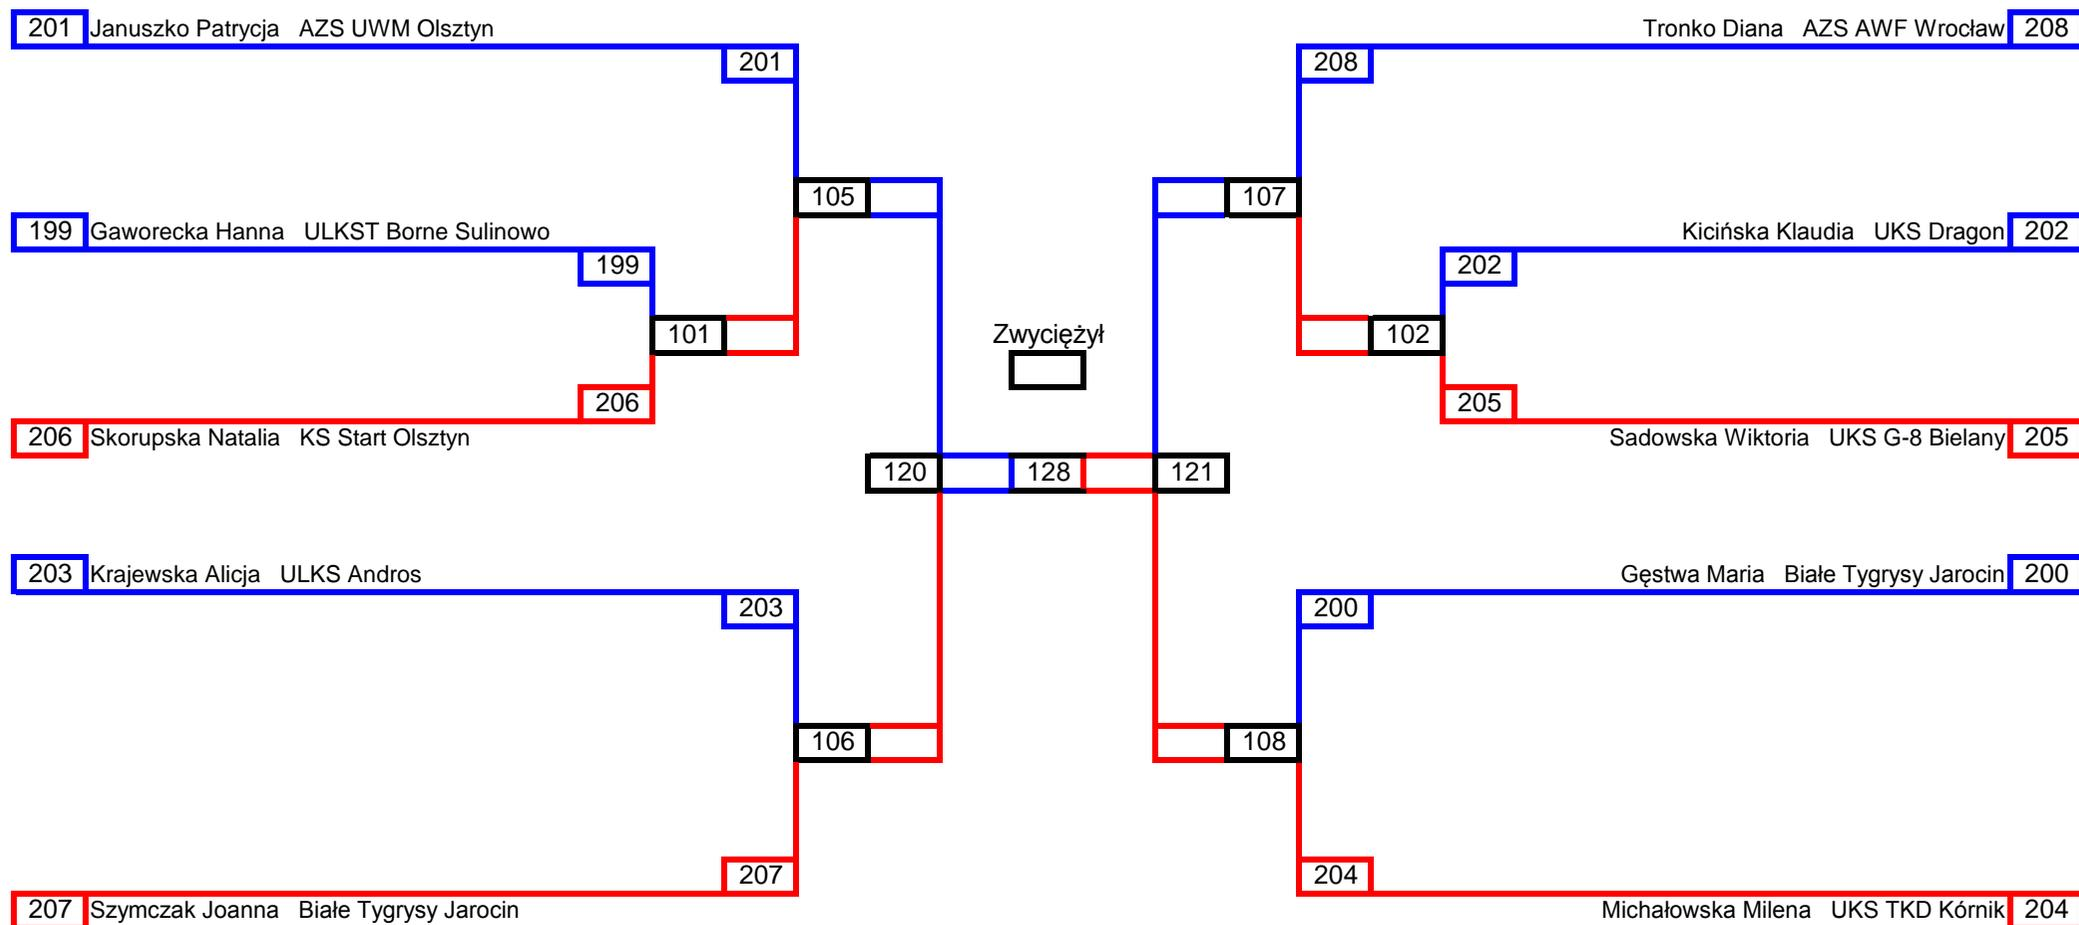 201 Januszko Patrycja AZS UWM Olsztyn
Tronko Diana AZS AWF Wrocław 208
201
208
105
107
199 Gaworecka Hanna ULKST Borne Sulinowo
Kicińska Klaudia UKS Dragon 202
199
202
101
Zwyciężył
102
206
205
206 Skorupska Natalia KS Start Olsztyn
Sadowska Wiktoria UKS G-8 Bielany 205
120
128
121
203 Krajewska Alicja ULKS Andros
Gęstwa Maria Białe Tygrysy Jarocin 200
203
200
106
108
207
204
207 Szymczak Joanna Białe Tygrysy Jarocin
Michałowska Milena UKS TKD Kórnik 204